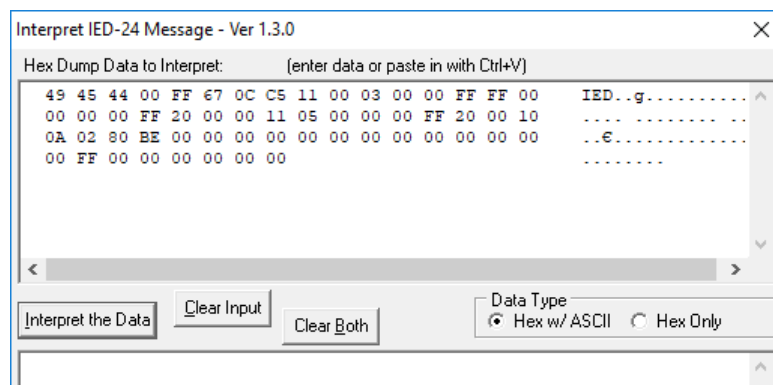 Interpret IED-24 Message - Ver 1.3.0
Hex Dump Data to Interpret: (enter data or paste in with Ctrl+V)
49 45 44 00 FF 67 0C C5 11 00 03 00 00 FF FF 00 IED..g..........
00 00 00 FF 20 00 00 11 05 00 00 00 FF 20 00 10 .... ........ ..
0A 02 80 BE 00 00 00 00 00 00 00 00 00 00 00 00 ..€.............
00 FF 00 00 00 00 00 00 ........
Interpret the Data
Clear Input
Clear Both
Data Type
Hex w/ ASCII
Hex Only